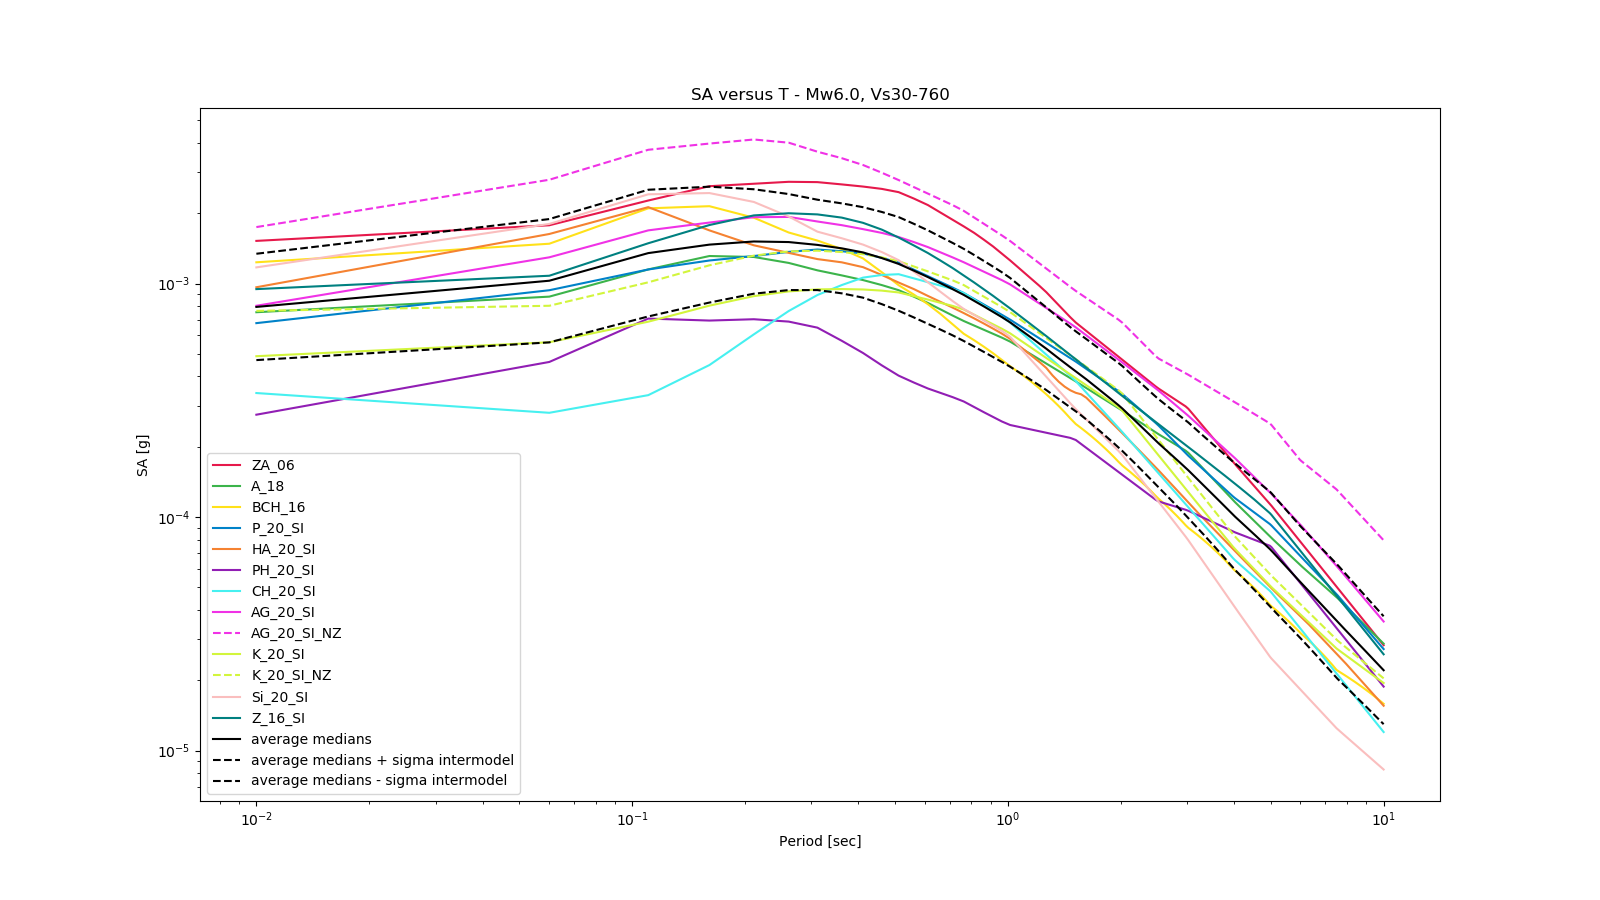 SA versus T - Mw6.0, Vs30-760
SA [g]
10⁻³
10⁻⁴
10⁻⁵
ZA_06
A_18
BCH_16
P_20_SI
HA_20_SI
PH_20_SI
CH_20_SI
AG_20_SI
AG_20_SI_NZ
K_20_SI
K_20_SI_NZ
Si_20_SI
Z_16_SI
average medians
average medians + sigma intermodel
average medians - sigma intermodel
10⁻² 10⁻¹ 10⁰ 10¹
Period [sec]